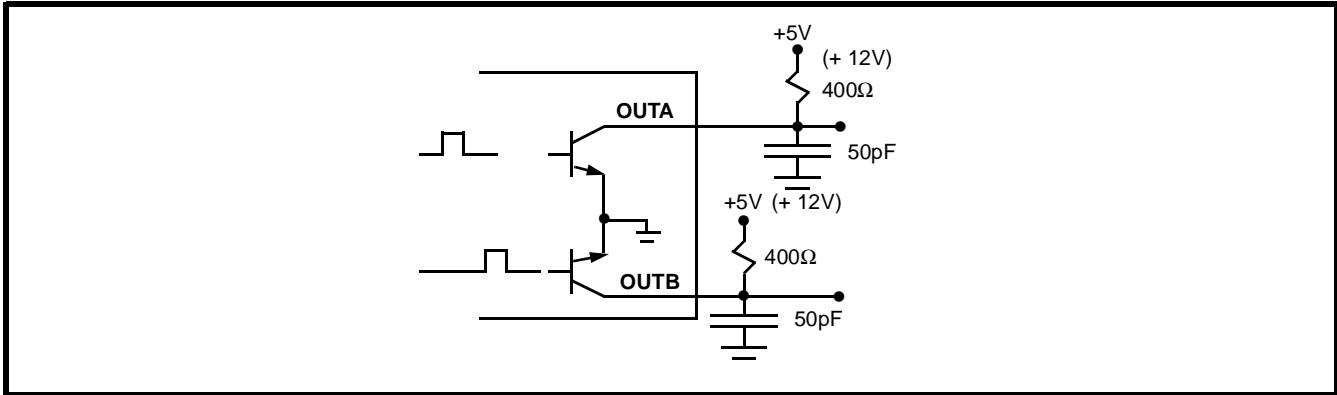 +5V
(+ 12V)
400Ω
OUTA
50pF
+5V (+ 12V)
400Ω
OUTB
50pF